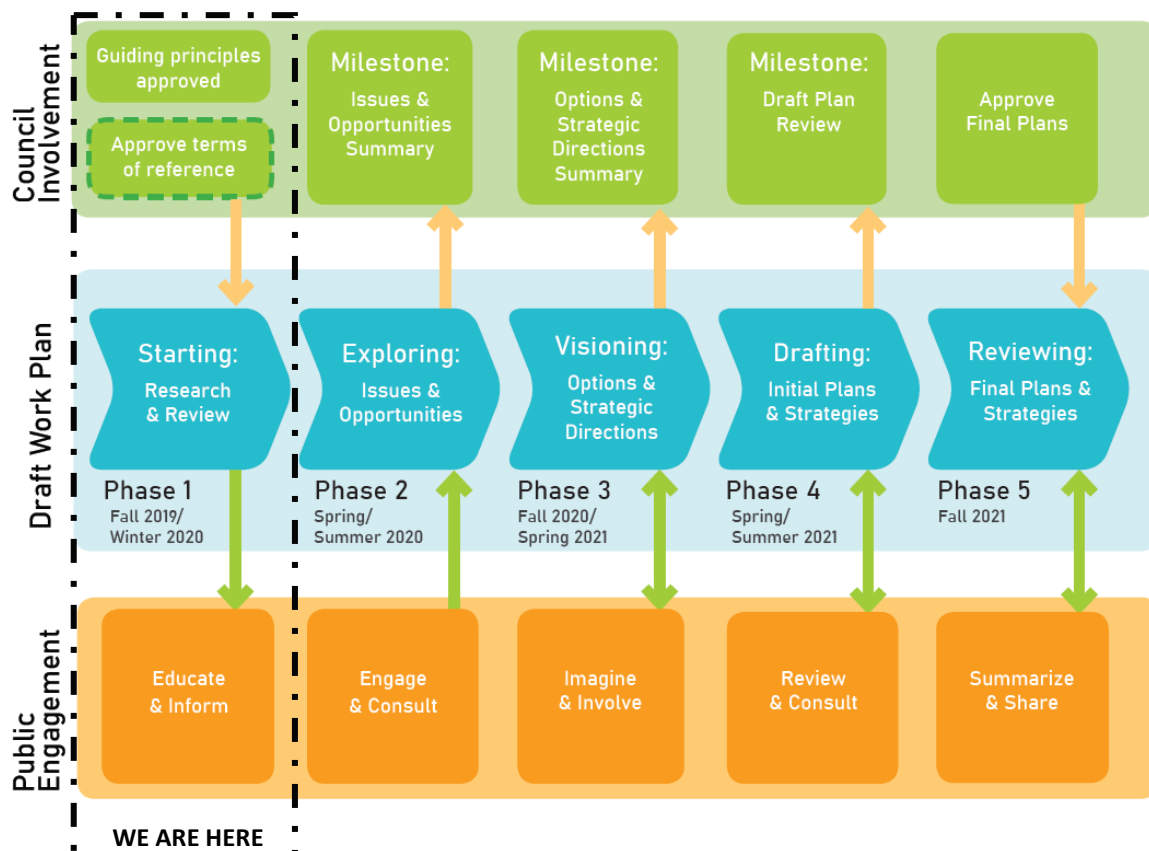 Council
Involvement
Guiding principles
approved
Approve terms
of reference
Milestone:
Issues &
Opportunities
Summary
Milestone:
Options &
Strategic
Directions
Summary
Milestone:
Draft Plan
Review
Approve
Final Plans
Draft Work Plan
Starting:
Research
& Review
Exploring:
Issues &
Opportunities
Visioning:
Options &
Strategic
Directions
Drafting:
Initial Plans
& Strategies
Reviewing:
Final Plans &
Strategies
Phase 1
Fall 2019/
Winter 2020
Phase 2
Spring/
Summer 2020
Phase 3
Fall 2020/
Spring 2021
Phase 4
Spring/
Summer 2021
Phase 5
Fall 2021
Public
Engagement
Educate
& Inform
Engage
& Consult
Imagine
& Involve
Review
& Consult
Summarize
& Share
WE ARE HERE